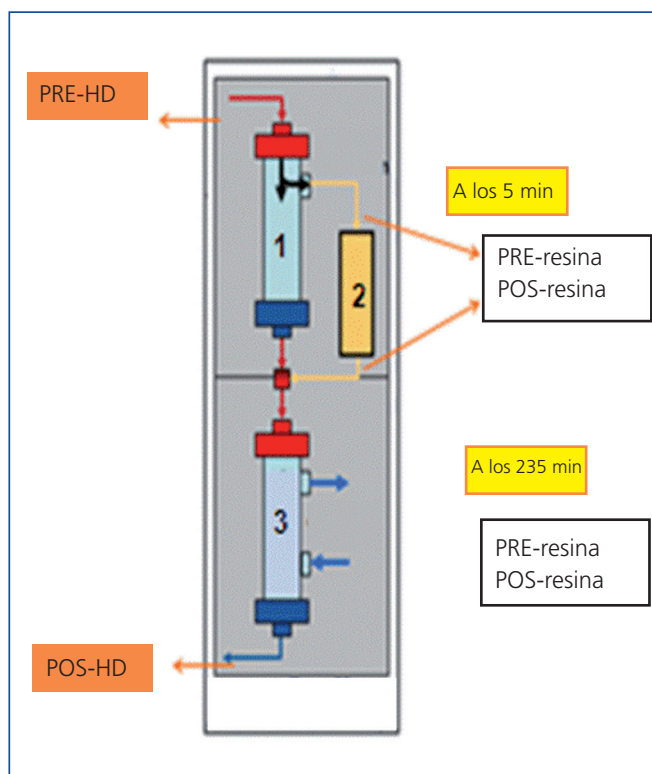 PRE-HD
1
A los 5 min
PRE-resina
POS-resina
2
A los 235 min
3
PRE-resina
POS-resina
POS-HD